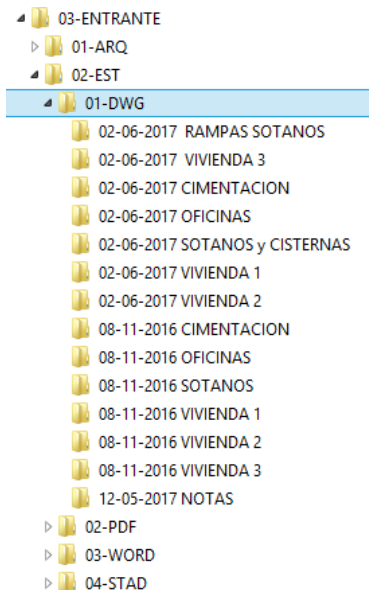 03-ENTRANTE
01-ARQ
02-EST
01-DWG
02-06-2017  RAMPAS SOTANOS
02-06-2017  VIVIENDA 3
02-06-2017 CIMENTACION
02-06-2017 OFICINAS
02-06-2017 SOTANOS y CISTERNAS
02-06-2017 VIVIENDA 1
02-06-2017 VIVIENDA 2
08-11-2016 CIMENTACION
08-11-2016 OFICINAS
08-11-2016 SOTANOS
08-11-2016 VIVIENDA 1
08-11-2016 VIVIENDA 2
08-11-2016 VIVIENDA 3
12-05-2017 NOTAS
02-PDF
03-WORD
04-STAD